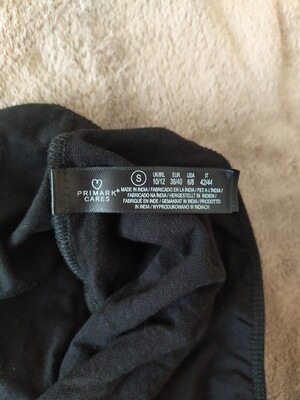 PRIMARK®
CARES
S
UK/IRL EUR USA IT
10/12 38/40 6/8 42/44
MADE IN INDIA / FABRICADO EN LA INDIA / FET A L'ÍNDIA /
FABRICADO NA ÍNDIA / HERGESTELLT IN INDIEN /
FABRIQUÉ EN INDE / GEMAAKT IN INDIA / PRODOTTO
IN INDIA / WYPRODUKOWANO W INDIACH